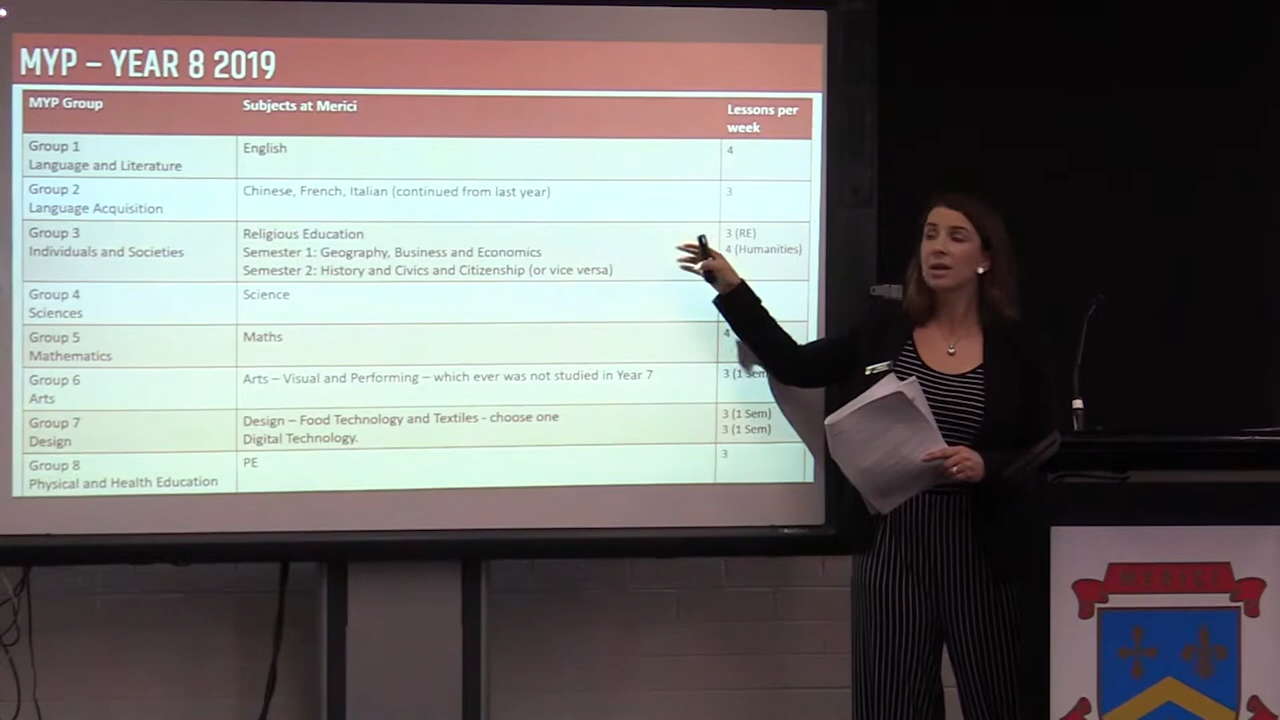 MYP – YEAR 8 2019
MYP Group Subjects at Merici Lessons per week
Group 1 Language and Literature English 4
Group 2 Language Acquisition Chinese, French, Italian (continued from last year) 3
Group 3 Individuals and Societies Religious Education 3 (RE)
Semester 1: Geography, Business and Economics 4 (Humanities)
Semester 2: History and Civics and Citizenship (or vice versa)
Group 4 Sciences Science
Group 5 Mathematics Maths 4
Group 6 Arts Arts – Visual and Performing – which ever was not studied in Year 7 3 (1 Sem
Group 7 Design Design – Food Technology and Textiles - choose one 3 (1 Sem)
Digital Technology. 3 (1 Sem)
Group 8 Physical and Health Education PE 3
MERICI